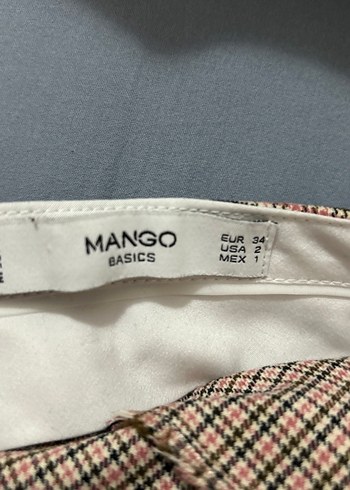 MANGO
BASICS
EUR 34
USA 2
MEX 1